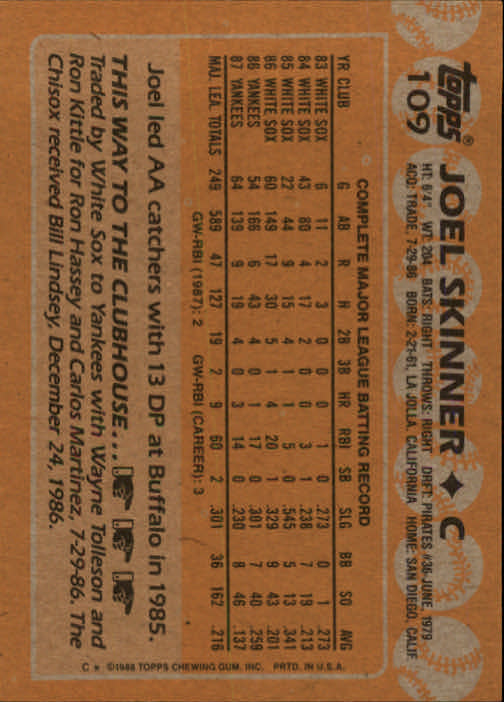 topps®
109
JOEL SKINNER ✦ C
HT: 6'4" WT: 204 BATS: RIGHT THROWS: RIGHT DRFT: PIRATES #36-JUNE, 1979
ACQ: TRADE, 7-29-86 BORN: 2-21-61, LA JOLLA, CALIFORNIA HOME: SAN DIEGO, CALIF.
COMPLETE MAJOR LEAGUE BATTING RECORD
YR CLUB G AB R H 2B 3B HR RBI SB SLG BB SO AVG
83 WHITE SOX 6 11 2 3 0 0 0 1 0 .273 0 1 .273
84 WHITE SOX 43 80 4 17 2 0 0 3 1 .238 7 19 .213
85 WHITE SOX 22 44 9 15 4 1 1 5 0 .545 5 13 .341
86 WHITE SOX 60 149 17 30 5 1 4 20 1 .329 9 43 .201
86 YANKEES 54 166 6 43 4 0 1 17 0 .301 7 40 .259
87 YANKEES 64 139 9 19 4 0 3 14 0 .230 8 46 .137
MAJ. LEA. TOTALS 249 589 47 127 19 2 9 60 2 .301 36 162 .216
GW-RBI (1987): 2 GW-RBI (CAREER): 3
Joel led AA catchers with 13 DP at Buffalo in 1985.
THIS WAY TO THE CLUBHOUSE...
Traded by White Sox to Yankees with Wayne Tolleson and
Ron Kittle for Ron Hassey and Carlos Martinez, 7-29-86. The
Chisox received Bill Lindsey, December 24, 1986.
C * ©1988 TOPPS CHEWING GUM, INC. PRTD. IN U.S.A.